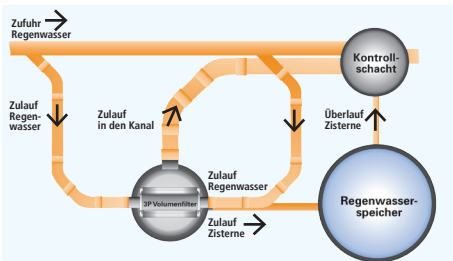 Zufuhr
Regenwasser
Kontroll-
schacht
Zulauf
Regen-
wasser
Zulauf
in den Kanal
Überlauf
Zisterne
Zulauf
Regenwasser
3P Volumenfilter
Regenwasser-
speicher
Zulauf
Zisterne